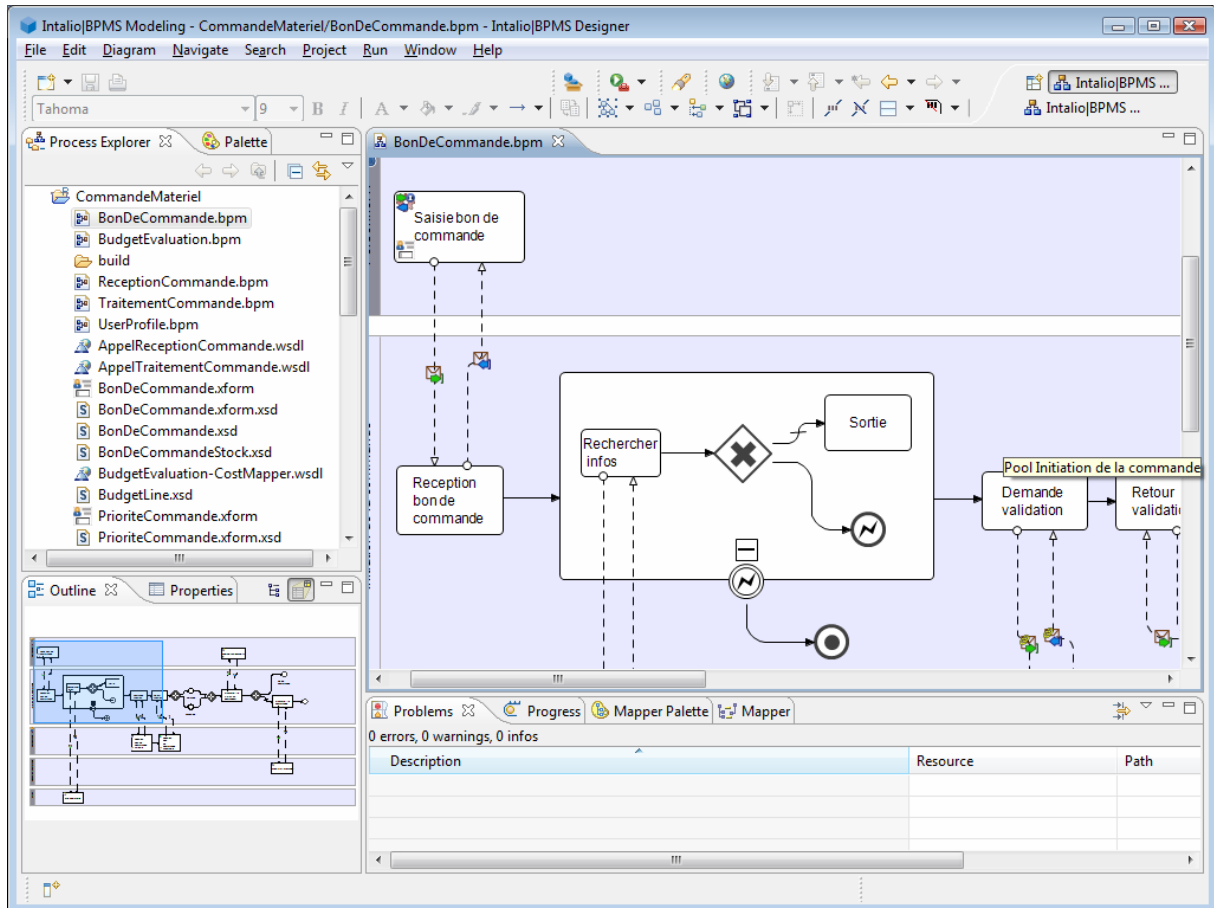 Intalio|BPMS Modeling - CommandeMateriel/BonDeCommande.bpm - Intalio|BPMS Designer
File Edit Diagram Navigate Search Project Run Window Help
Intalio|BPMS ...
Tahoma 9 B I A
Intalio|BPMS ...
Process Explorer Palette
BonDeCommande.bpm
CommandeMateriel
BonDeCommande.bpm
BudgetEvaluation.bpm
build
ReceptionCommande.bpm
TraitementCommande.bpm
UserProfile.bpm
AppelReceptionCommande.wsdl
AppelTraitementCommande.wsdl
BonDeCommande.xform
BonDeCommande.xform.xsd
BonDeCommande.xsd
BonDeCommandeStock.xsd
BudgetEvaluation-CostMapper.wsdl
BudgetLine.xsd
PrioriteCommande.xform
PrioriteCommande.xform.xsd
Saisie bon de
commande
Reception
bon de
commande
Rechercher
infos
Sortie
Pool Initiation de la commande
Demande
validation
Retour
validati
Outline Properties
Problems Progress Mapper Palette Mapper
0 errors, 0 warnings, 0 infos
Description Resource Path